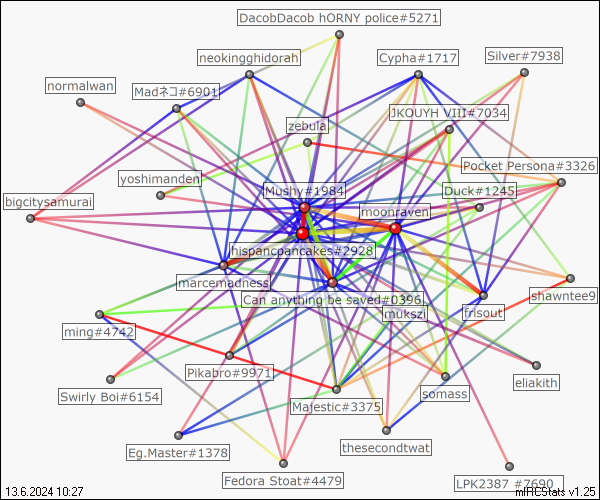 DacobDacob hORNY police#5271
neokingghidorah
Cypha#1717
Silver#7938
normalwan
Madネコ#6901
JKOUYH VIII#7034
zebula
Pocket Persona#3326
yoshimanden
Mushy#1984
Duck#1245
bigcitysamurai
moonraven
hispancpancakes#2928
marcemadness
Can anything be saved#0396
shawntee9
mukszi
frisout
ming#4742
Pikabro#9971
eliakith
Swirly Boi#6154
somass
Majestic#3375
Eg.Master#1378
thesecondtwat
Fedora Stoat#4479
LPK2387 #7690
13.6.2024 10:27
mIRCStats v1.25